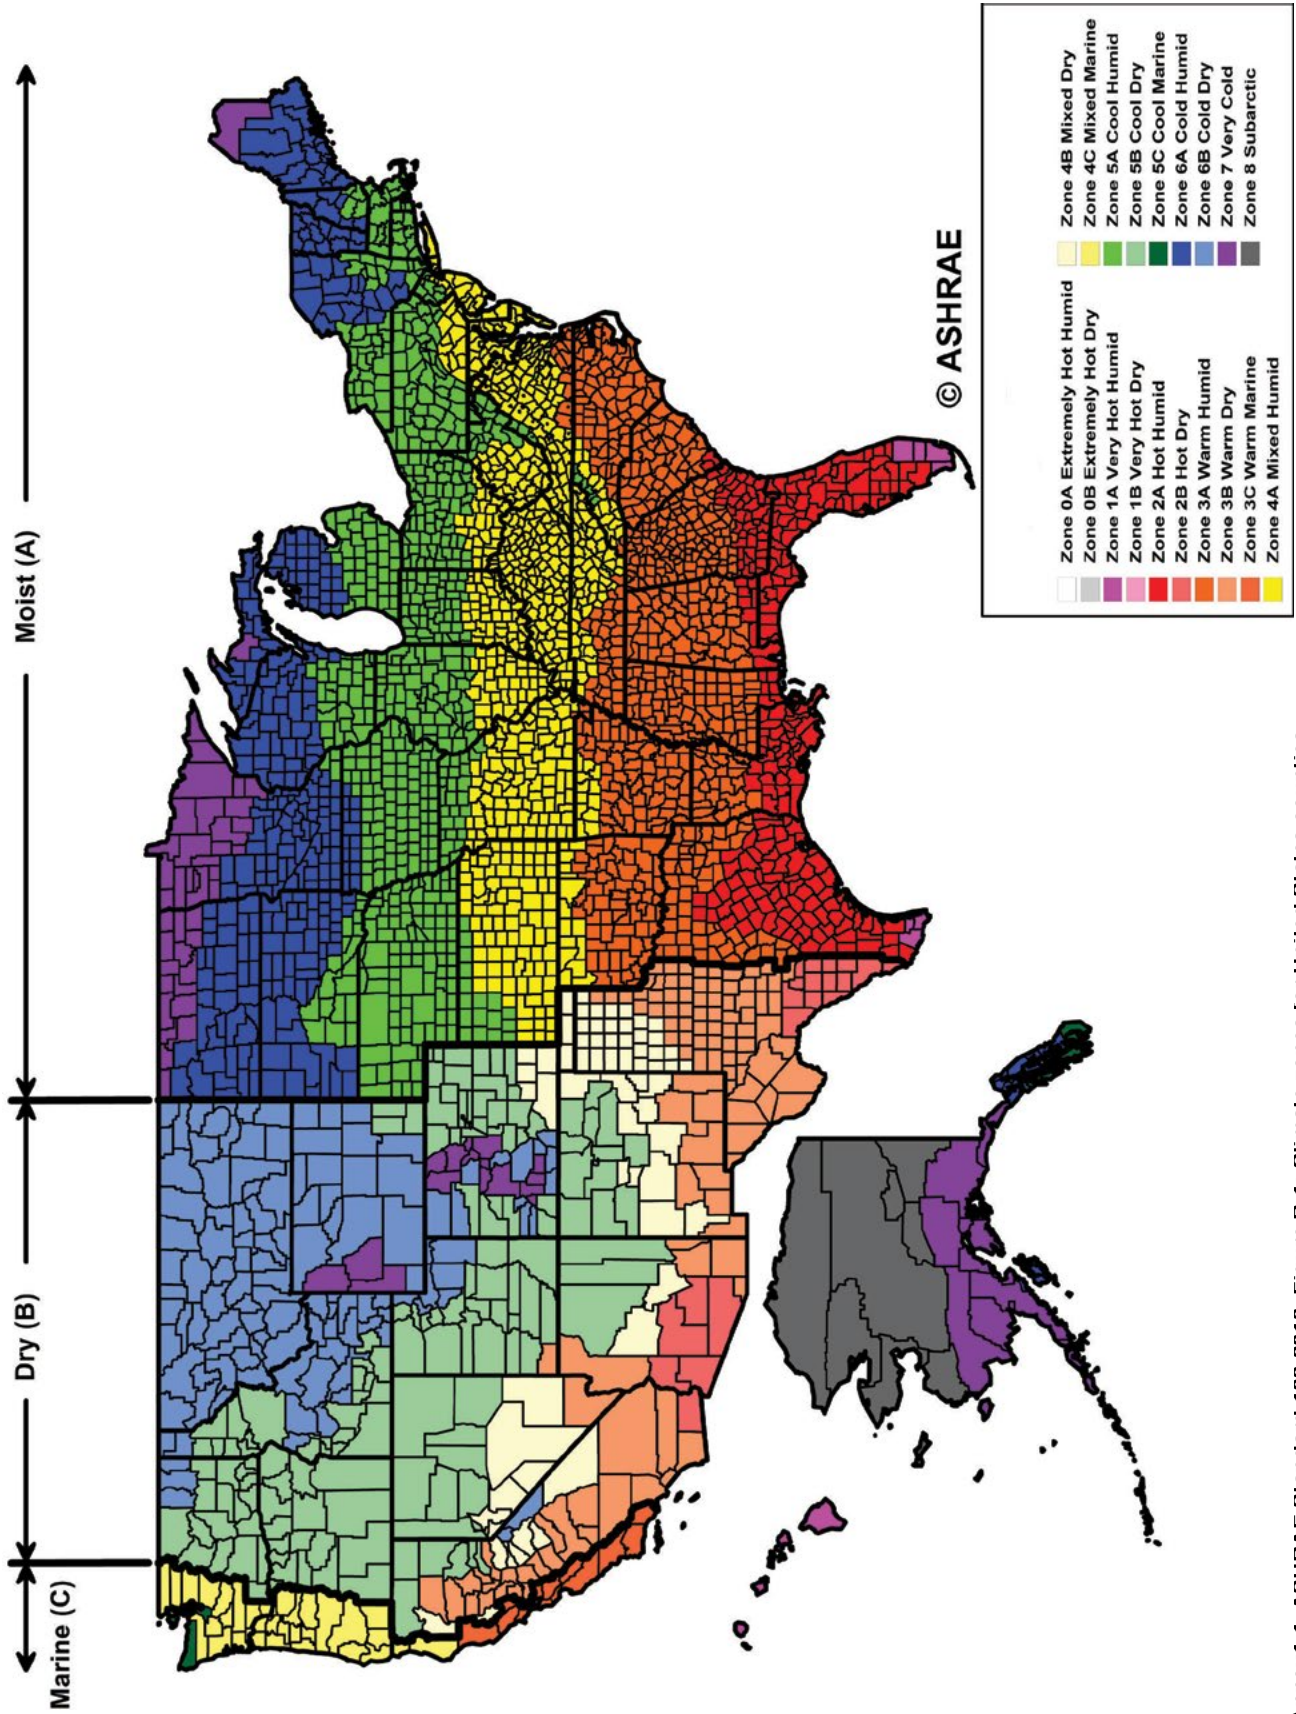 Marine (C)
Dry (B)
Moist (A)
© ASHRAE
Zone 0A Extremely Hot Humid
Zone 0B Extremely Hot Dry
Zone 1A Very Hot Humid
Zone 1B Very Hot Dry
Zone 2A Hot Humid
Zone 2B Hot Dry
Zone 3A Warm Humid
Zone 3B Warm Dry
Zone 3C Warm Marine
Zone 4A Mixed Humid
Zone 4B Mixed Dry
Zone 4C Mixed Marine
Zone 5A Cool Humid
Zone 5B Cool Dry
Zone 5C Cool Marine
Zone 6A Cold Humid
Zone 6B Cold Dry
Zone 7 Very Cold
Zone 8 Subarctic